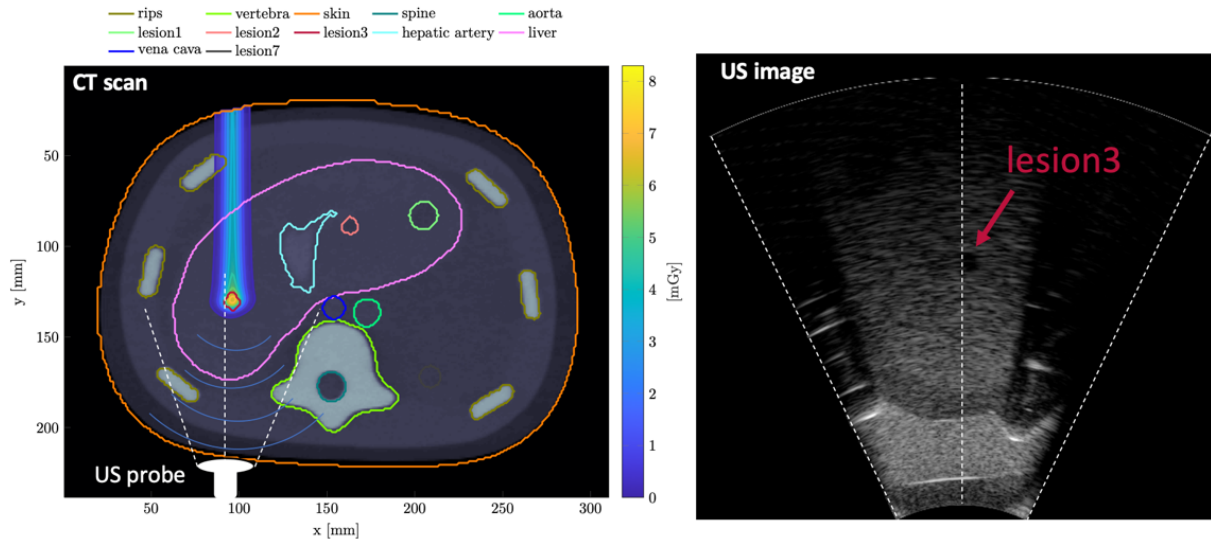 rips vertebra skin spine aorta
lesion1 lesion2 lesion3 hepatic artery liver
vena cava lesion7
CT scan
US image
lesion3
US probe
50
100
150
200
y [mm]
50 100 150 200 250 300
x [mm]
8
7
6
5
4
3
2
1
0
[mGy]